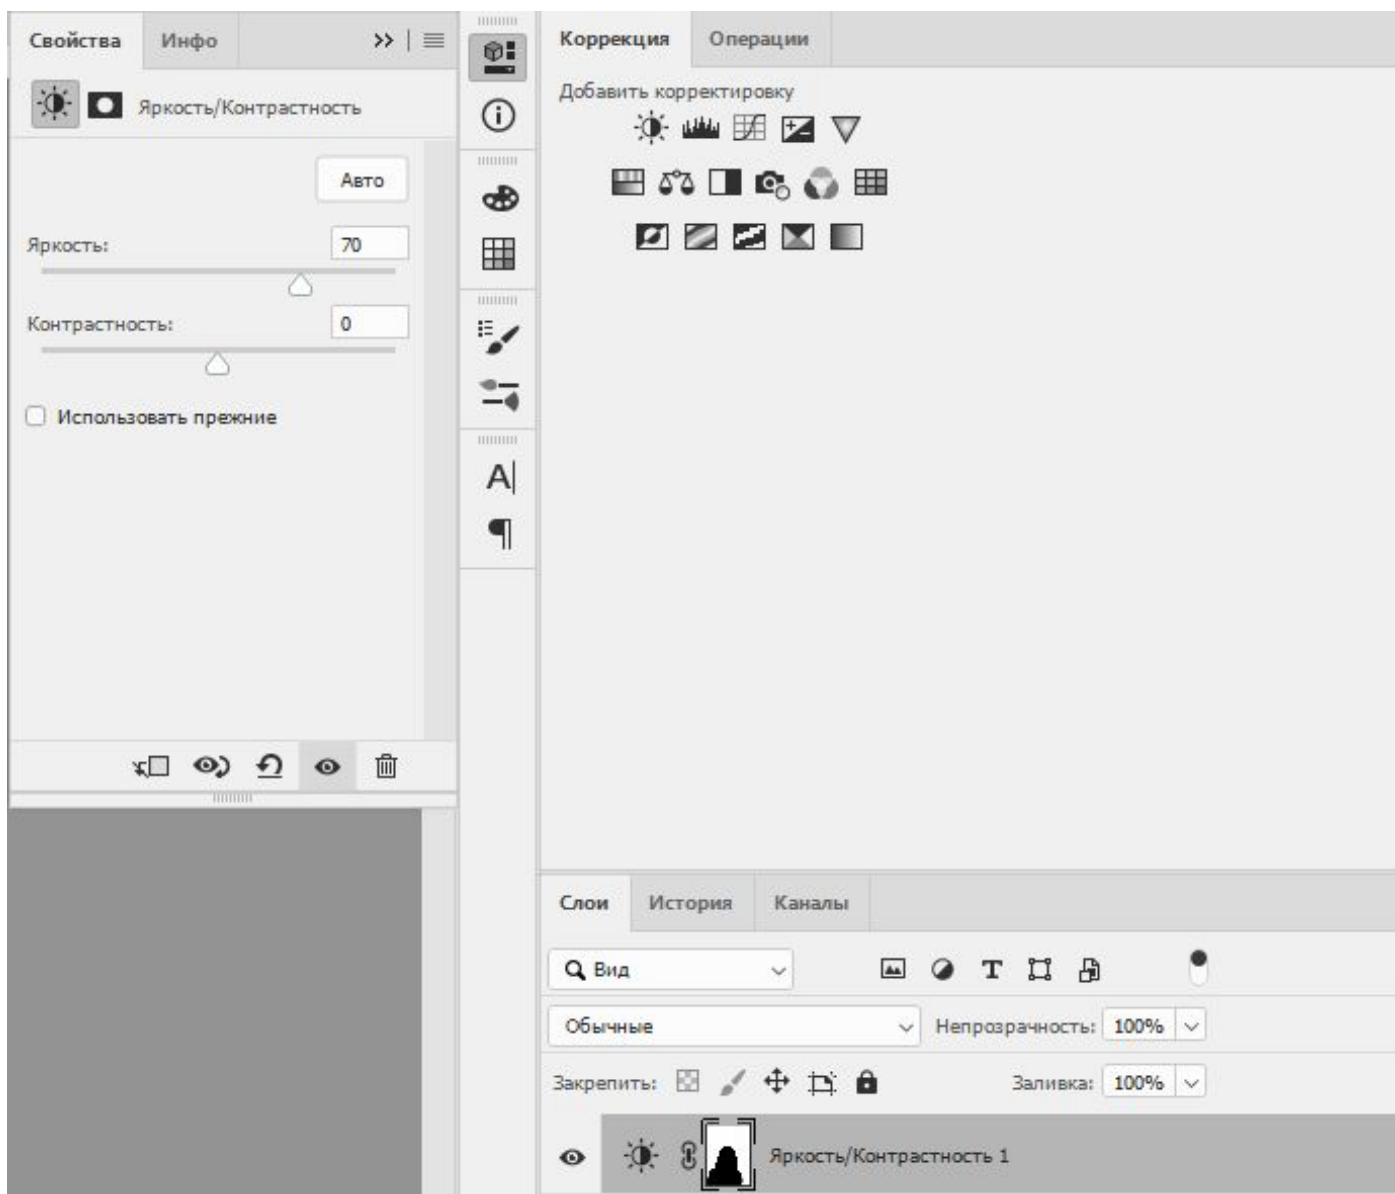 Свойства
Инфо
Яркость/Контрастность
Авто
Яркость:
70
Контрастность:
0
Использовать прежние
Коррекция
Операции
Добавить корректировку
Слои
История
Каналы
Вид
Обычные
Непрозрачность:
100%
Закрепить:
Заливка:
100%
Яркость/Контрастность 1